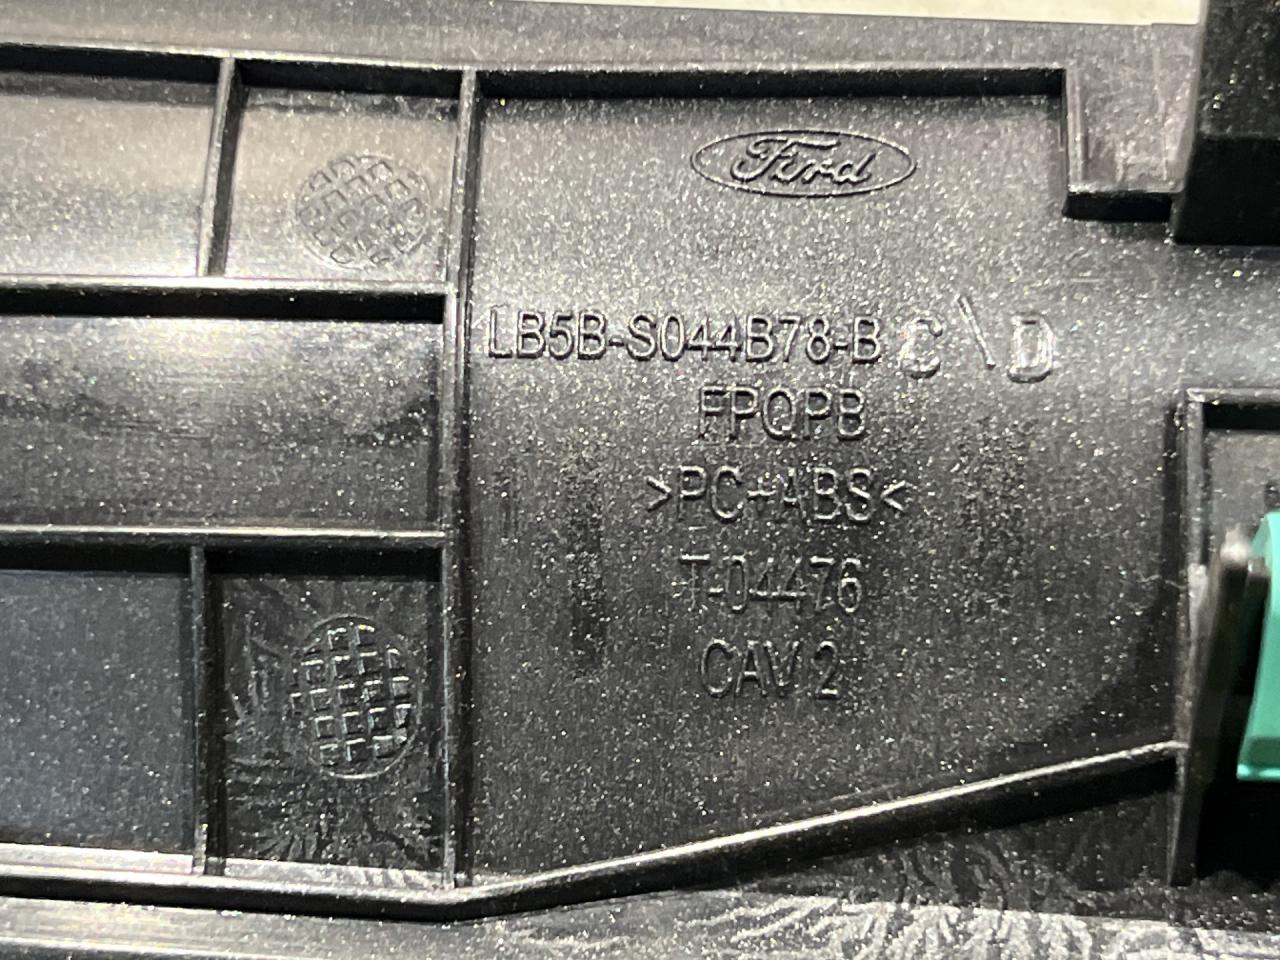 Ford
LB5B-S044B78-B C \ D
FPQPB
>PC+ABS<
T-04476
CAV 2